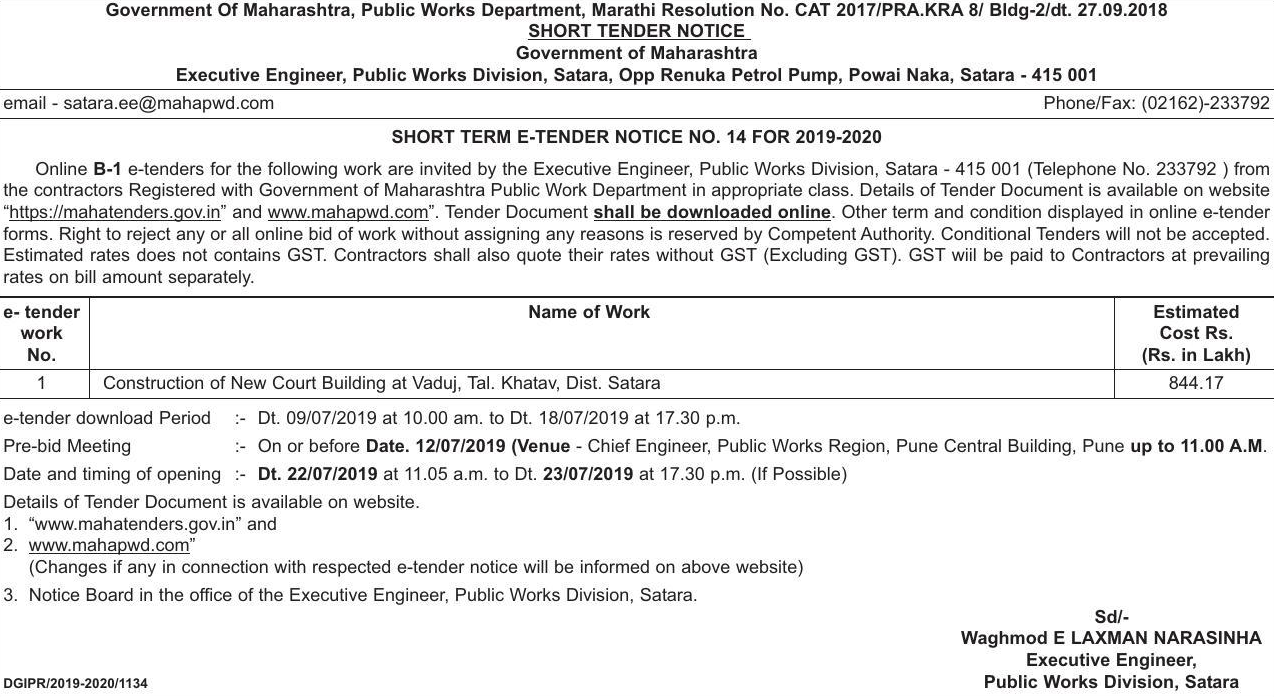 Government Of Maharashtra, Public Works Department, Marathi Resolution No. CAT 2017/PRA.KRA 8/ Bldg-2/dt. 27.09.2018
SHORT TENDER NOTICE
Government of Maharashtra
Executive Engineer, Public Works Division, Satara, Opp Renuka Petrol Pump, Powai Naka, Satara - 415 001
email - satara.ee@mahapwd.com Phone/Fax: (02162)-233792
SHORT TERM E-TENDER NOTICE NO. 14 FOR 2019-2020
Online B-1 e-tenders for the following work are invited by the Executive Engineer, Public Works Division, Satara - 415 001 (Telephone No. 233792 ) from
the contractors Registered with Government of Maharashtra Public Work Department in appropriate class. Details of Tender Document is available on website
“https://mahatenders.gov.in” and www.mahapwd.com”. Tender Document shall be downloaded online. Other term and condition displayed in online e-tender
forms. Right to reject any or all online bid of work without assigning any reasons is reserved by Competent Authority. Conditional Tenders will not be accepted.
Estimated rates does not contains GST. Contractors shall also quote their rates without GST (Excluding GST). GST wiil be paid to Contractors at prevailing
rates on bill amount separately.
e- tender
work
No.
Name of Work
Estimated
Cost Rs.
(Rs. in Lakh)
1 Construction of New Court Building at Vaduj, Tal. Khatav, Dist. Satara 844.17
e-tender download Period :- Dt. 09/07/2019 at 10.00 am. to Dt. 18/07/2019 at 17.30 p.m.
Pre-bid Meeting :- On or before Date. 12/07/2019 (Venue - Chief Engineer, Public Works Region, Pune Central Building, Pune up to 11.00 A.M.
Date and timing of opening :- Dt. 22/07/2019 at 11.05 a.m. to Dt. 23/07/2019 at 17.30 p.m. (If Possible)
Details of Tender Document is available on website.
1. “www.mahatenders.gov.in” and
2. www.mahapwd.com”
(Changes if any in connection with respected e-tender notice will be informed on above website)
3. Notice Board in the office of the Executive Engineer, Public Works Division, Satara.
Sd/-
Waghmod E LAXMAN NARASINHA
Executive Engineer,
Public Works Division, Satara
DGIPR/2019-2020/1134